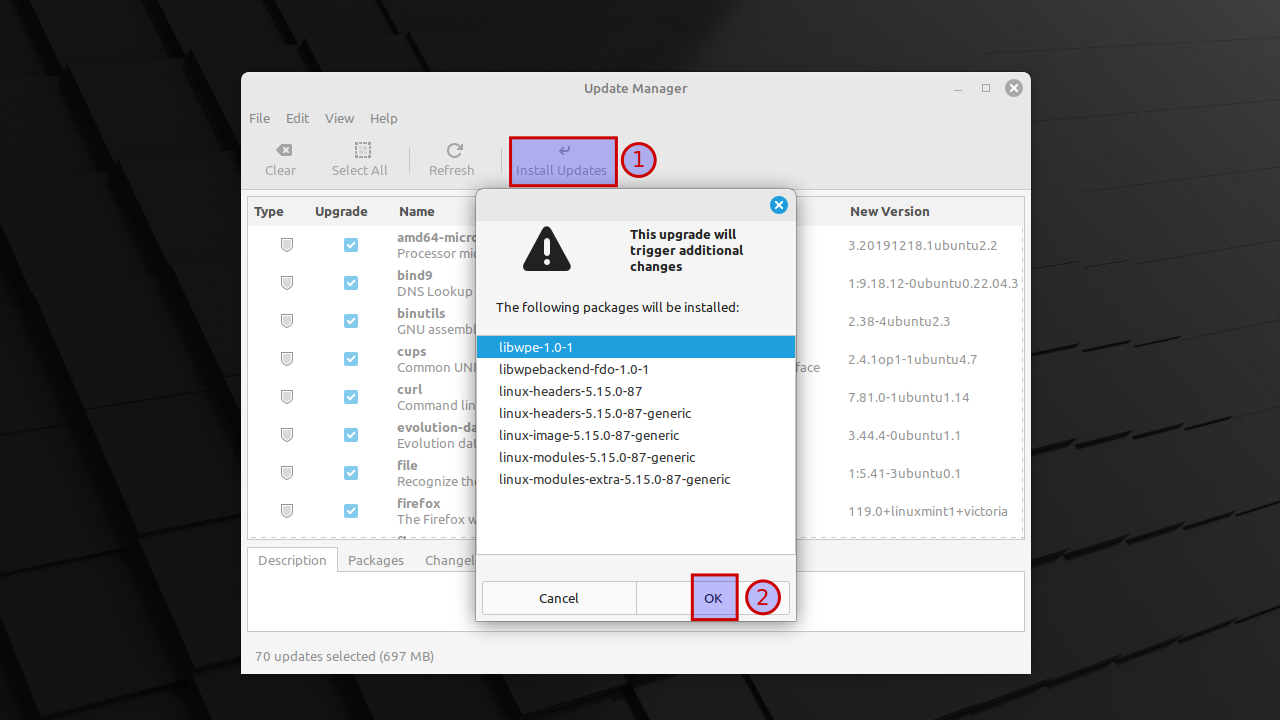 Update Manager
File Edit View Help
Clear Select All Refresh Install Updates 1
Type Upgrade Name New Version
amd64-micro
Processor mic
3.20191218.1ubuntu2.2
bind9
DNS Lookup
1:9.18.12-0ubuntu0.22.04.3
binutils
GNU assembl
2.38-4ubuntu2.3
cups
Common UNI
face
2.4.1op1-1ubuntu4.7
curl
Command lin
7.81.0-1ubuntu1.14
evolution-da
Evolution dat
3.44.4-0ubuntu1.1
file
Recognize the
1:5.41-3ubuntu0.1
firefox
The Firefox w
119.0+linuxmint1+victoria
This upgrade will
trigger additional
changes
The following packages will be installed:
libwpe-1.0-1
libwpebackend-fdo-1.0-1
linux-headers-5.15.0-87
linux-headers-5.15.0-87-generic
linux-image-5.15.0-87-generic
linux-modules-5.15.0-87-generic
linux-modules-extra-5.15.0-87-generic
Cancel OK 2
Description Packages Changel
70 updates selected (697 MB)